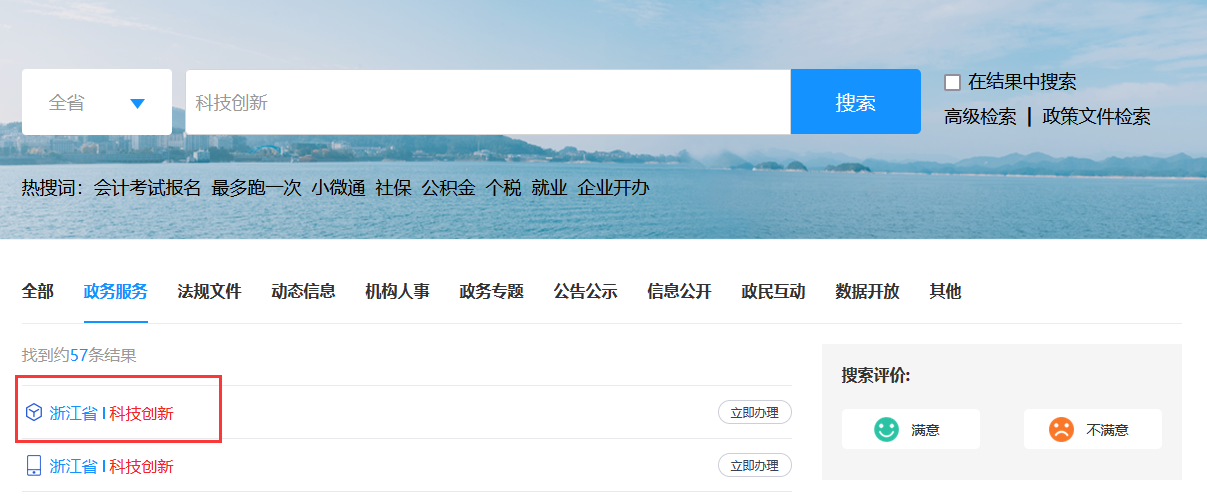 全省
科技创新
搜索
在结果中搜索
高级检索 | 政策文件检索
热搜词: 会计考试报名 最多跑一次 小微通 社保 公积金 个税 就业 企业开办
全部 政务服务 法规文件 动态信息 机构人事 政务专题 公告公示 信息公开 政民互动 数据开放 其他
找到约57条结果
浙江省 | 科技创新 立即办理
浙江省 | 科技创新 立即办理
搜索评价:
满意 不满意